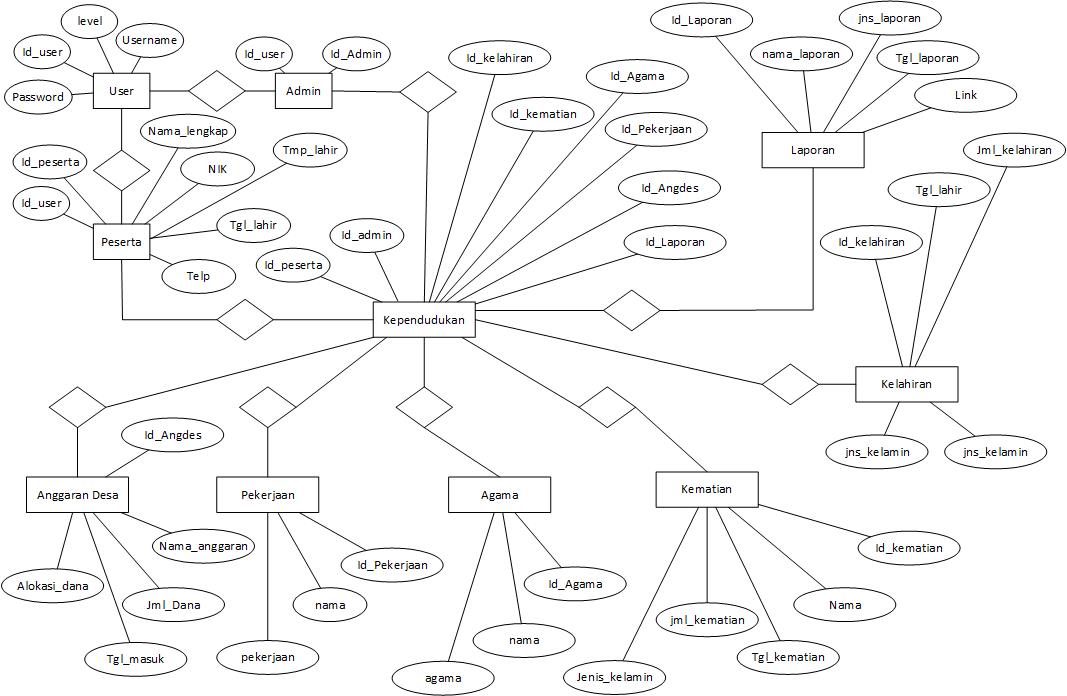 level
Id_user
Username
Password
User
Id_user
Id_Admin
Admin
Id_kelahiran
Id_Agama
Id_kematian
Id_Pekerjaan
Id_Angdes
Id_Laporan
Id_admin
Id_peserta
Id_Laporan
jns_laporan
nama_laporan
Tgl_laporan
Link
Laporan
Jml_kelahiran
Tgl_lahir
Id_kelahiran
Nama_lengkap
Id_peserta
NIK
Tmp_lahir
Id_user
Tgl_lahir
Peserta
Telp
Kependudukan
Kelahiran
jns_kelamin
jns_kelamin
Id_Angdes
Anggaran Desa
Pekerjaan
Agama
Kematian
Nama_anggaran
Alokasi_dana
Jml_Dana
Tgl_masuk
Id_Pekerjaan
nama
pekerjaan
Id_Agama
nama
agama
Id_kematian
Nama
jml_kematian
Tgl_kematian
Jenis_kelamin